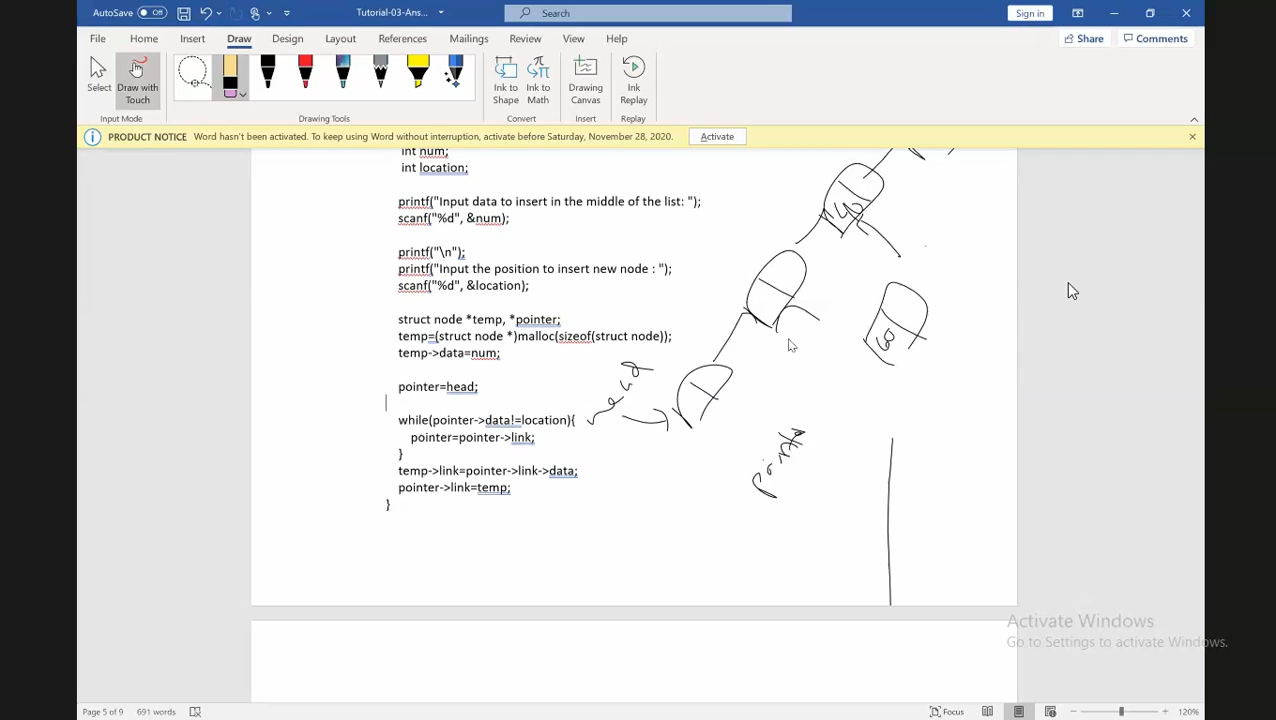 AutoSave Off Tutorial-03-Ans... Search Sign in
File Home Insert Draw Design Layout References Mailings Review View Help Share Comments
Select Draw with Touch Ink to Shape Ink to Math Drawing Canvas Ink Replay
Input Mode Drawing Tools Convert Insert Replay
PRODUCT NOTICE Word hasn't been activated. To keep using Word without interruption, activate before Saturday, November 28, 2020. Activate
int num;
int location;
printf("Input data to insert in the middle of the list: ");
scanf("%d", &num);
printf("\n");
printf("Input the position to insert new node : ");
scanf("%d", &location);
struct node *temp, *pointer;
temp=(struct node *)malloc(sizeof(struct node));
temp->data=num;
pointer=head;
while(pointer->data!=location){
pointer=pointer->link;
}
temp->link=pointer->link->data;
pointer->link=temp;
}
head
Activate Windows
Go to Settings to activate Windows.
Page 5 of 9 691 words Focus 120%